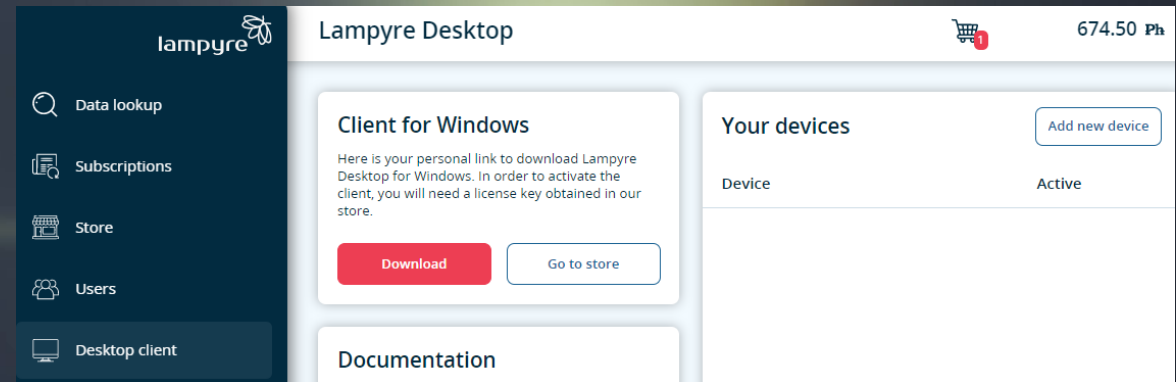 lampyre
Data lookup
Subscriptions
Store
Users
Desktop client
Lampyre Desktop
1
674.50 Ph
Client for Windows
Here is your personal link to download Lampyre
Desktop for Windows. In order to activate the
client, you will need a license key obtained in our
store.
Download
Go to store
Documentation
Your devices
Add new device
Device
Active